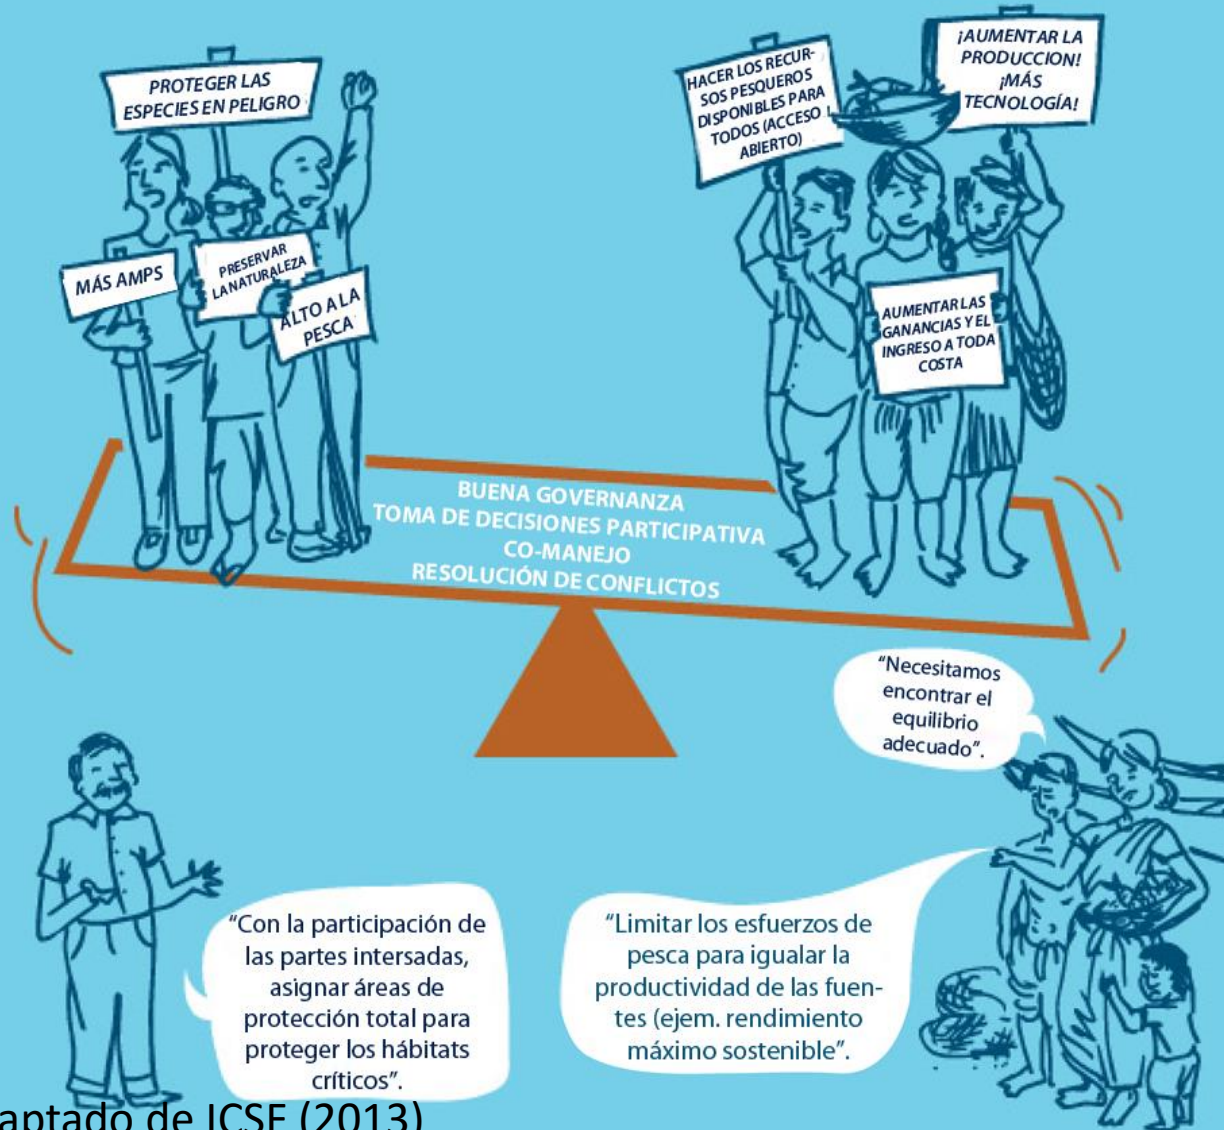 PROTEGER LAS
ESPECIES EN PELIGRO
MÁS AMPS
PRESERVAR
LA NATURALEZA
ALTO A LA
PESCA
HACER LOS RECUR-
SOS PESQUEROS
DISPONIBLES PARA
TODOS (ACCESO
ABIERTO)
¡AUMENTAR LA
PRODUCCION!
¡MÁS
TECNOLOGÍA!
AUMENTAR LAS
GANANCIAS Y EL
INGRESO A TODA
COSTA
BUENA GOVERNANZA
TOMA DE DECISIONES PARTICIPATIVA
CO-MANEJO
RESOLUCIÓN DE CONFLICTOS
“Necesitamos
encontrar el
equilibrio
adecuado”.
“Con la participación de
las partes intersadas,
asignar áreas de
protección total para
proteger los hábitats
críticos”.
“Limitar los esfuerzos de
pesca para igualar la
productividad de las fuen-
tes (ejem. rendimiento
máximo sostenible”.
aptado de ICSF (2013)